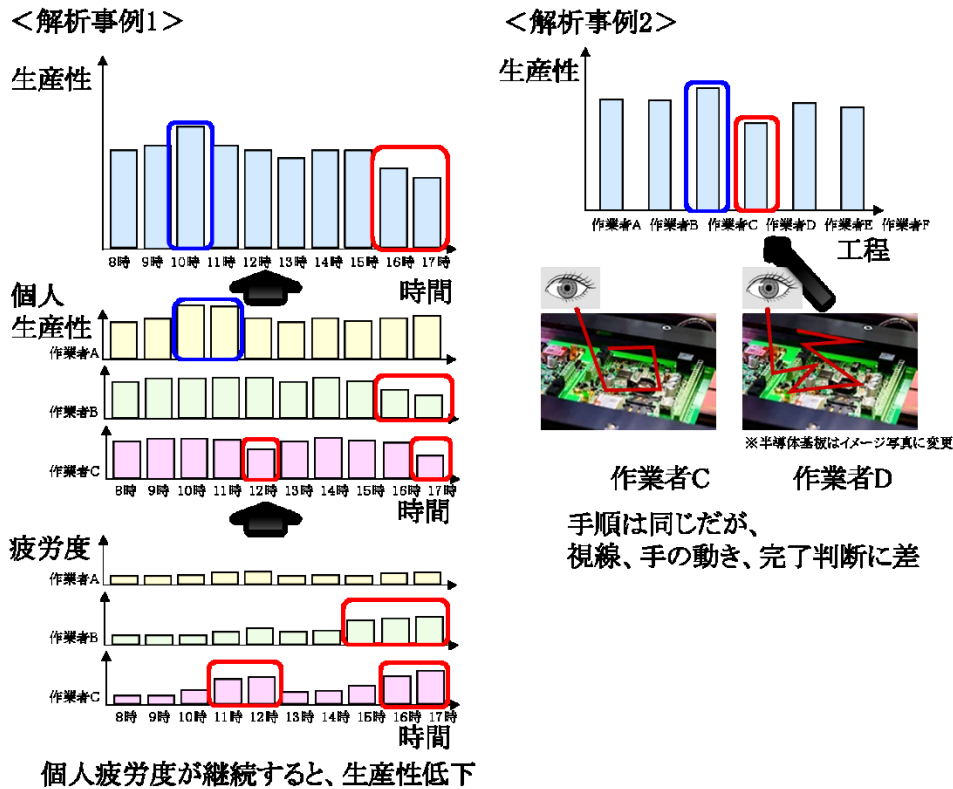 ＜解析事例1＞
生産性
8時 9時 10時 11時 12時 13時 14時 15時 16時 17時
時間
個人
生産性
作業者A
作業者B
作業者C
8時 9時 10時 11時 12時 13時 14時 15時 16時 17時
時間
疲労度
作業者A
作業者B
作業者C
8時 9時 10時 11時 12時 13時 14時 15時 16時 17時
時間
個人疲労度が継続すると、生産性低下
＜解析事例2＞
生産性
作業者A 作業者B 作業者C 作業者D 作業者E 作業者F
工程
※半導体基板はイメージ写真に変更
作業者C 作業者D
手順は同じだが、
視線、手の動き、完了判断に差